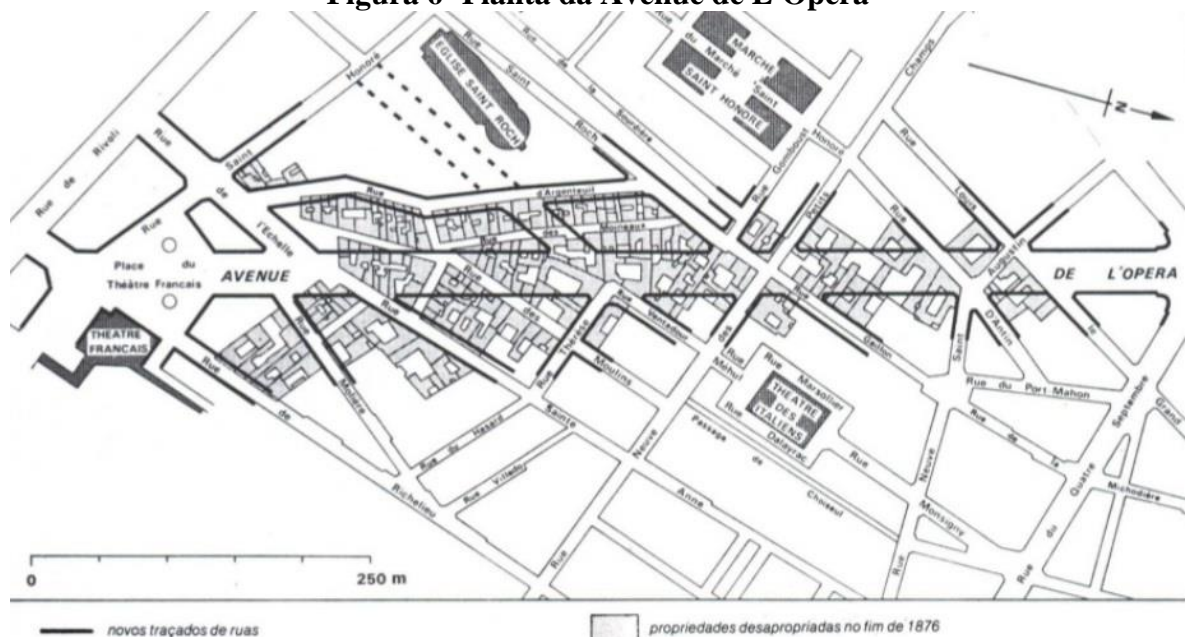 Figura 6- Planta da Avenue de L'Opera
Rue de Rivoli
Rue Saint Honoré
Rue de l'Echelle
EGLISE SAINT ROCH
Rue Saint Roch
Rue de la Sourdière
Rue du Marché Saint Honoré
MARCHE SAINT HONORE
Rue Gomboust
Rue Neuve des Petits Champs
N
Rue d'Argenteuil
Rue des Moineaux
Rue Louis le Grand
Rue Neuve Saint Augustin
Rue
Place du
Théâtre Francais
AVENUE
DE L'OPERA
THEATRE
FRANCAIS
Rue de Richelieu
Rue Molière
Rue Sainte Anne
Rue des Moulins
Rue Thérèse
Rue Ventadour
Rue du Hasard
Rue Villedo
Rue Méhul
Rue Marsollier
THEATRE
DES
ITALIENS
Rue Dalayrac
Rue Monsigny
Passage de Choiseul
Gaillon
D'Antin
Rue du Port Mahon
Rue de la Michodière
Rue du Quatre Septembre
0 250 m
novos traçados de ruas
propriedades desapropriadas no fim de 1876